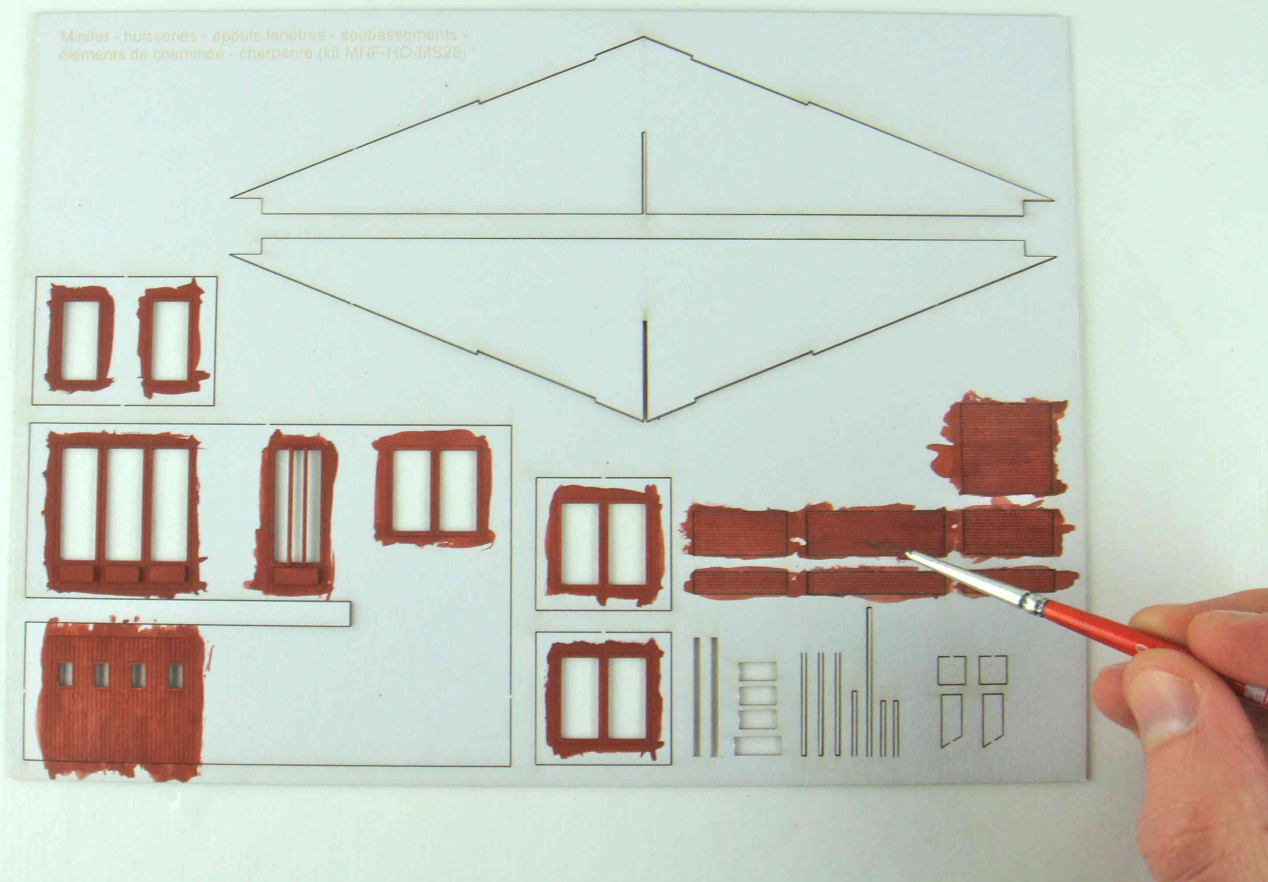 Minifer - huisseries - appuis fenêtres - soubassements -
éléments de cheminée - charpente (kit MNF-HO-MS28)